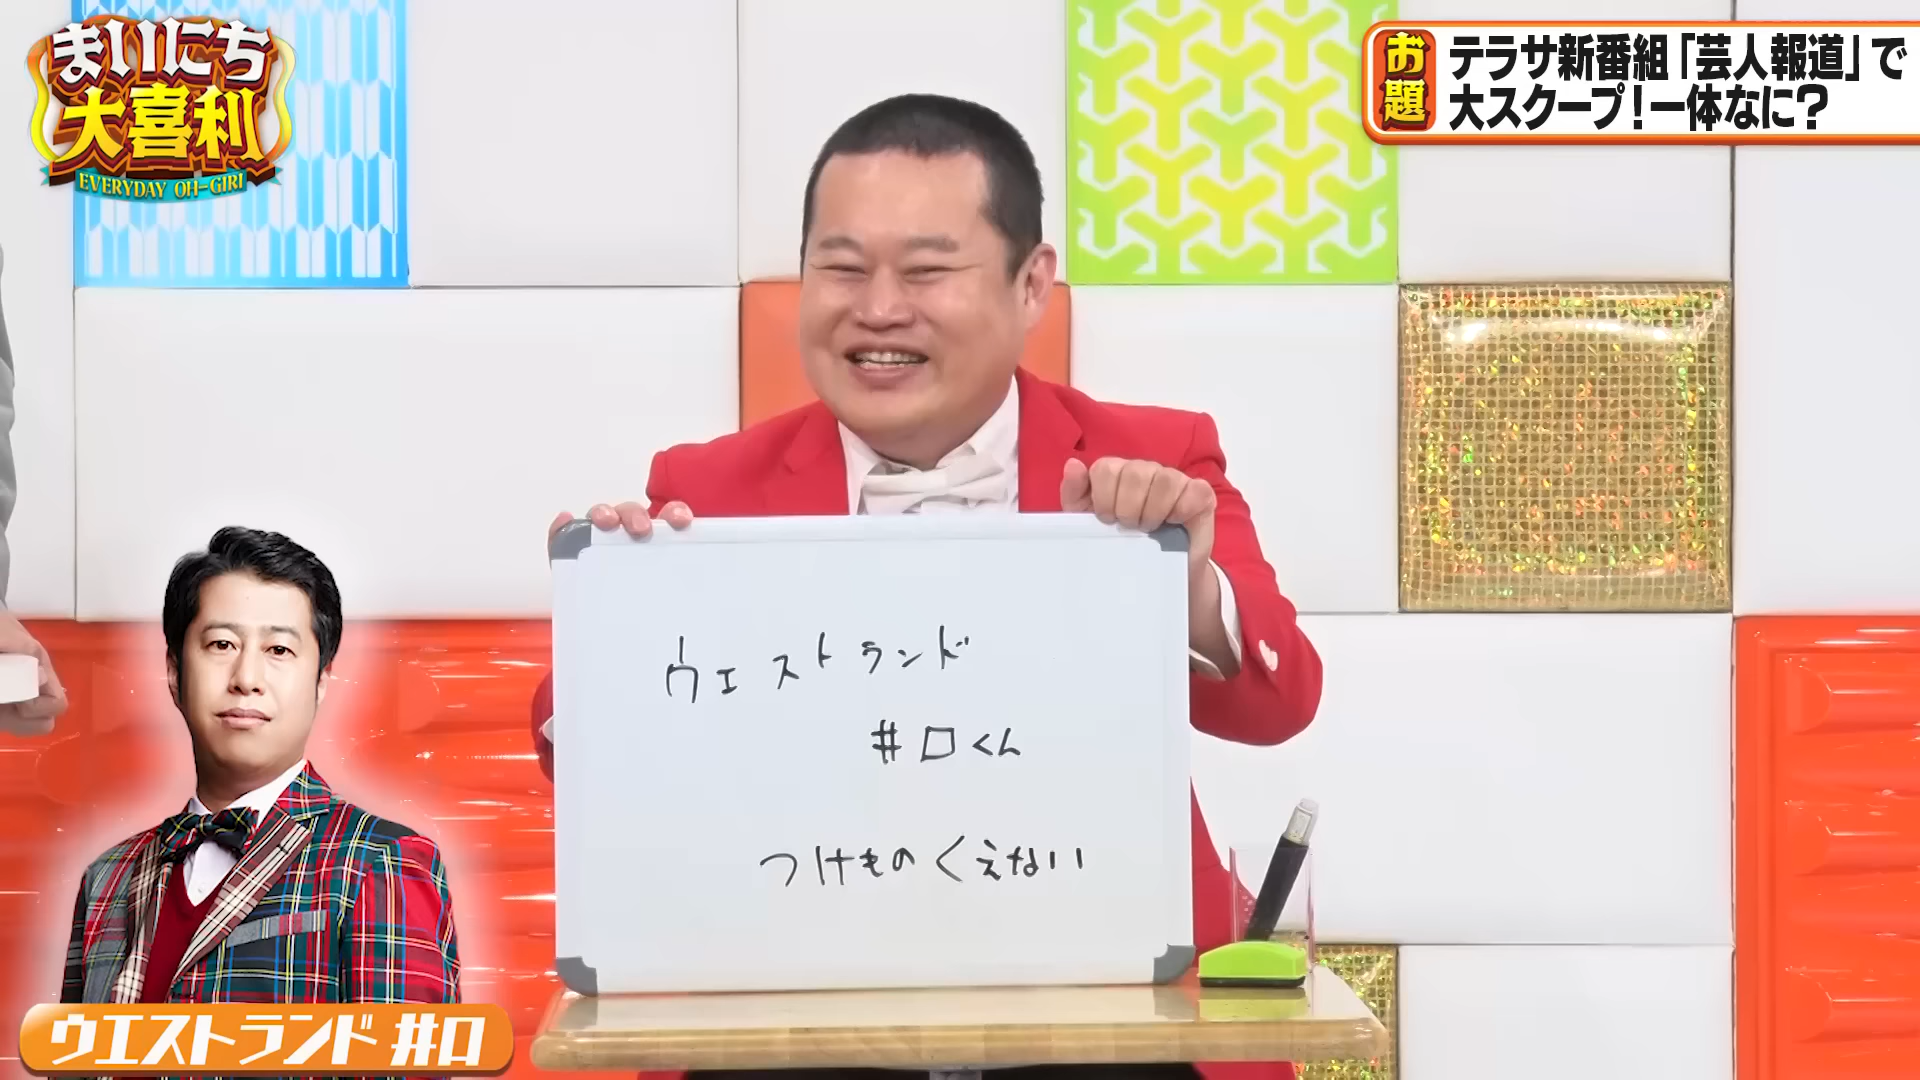 まいにち
大喜利
EVERYDAY OH-GIRI
お題
テラサ新番組「芸人報道」で
大スクープ!一体なに?
ウエストランド
井口くん
つけものくえない
ウエストランド 井口